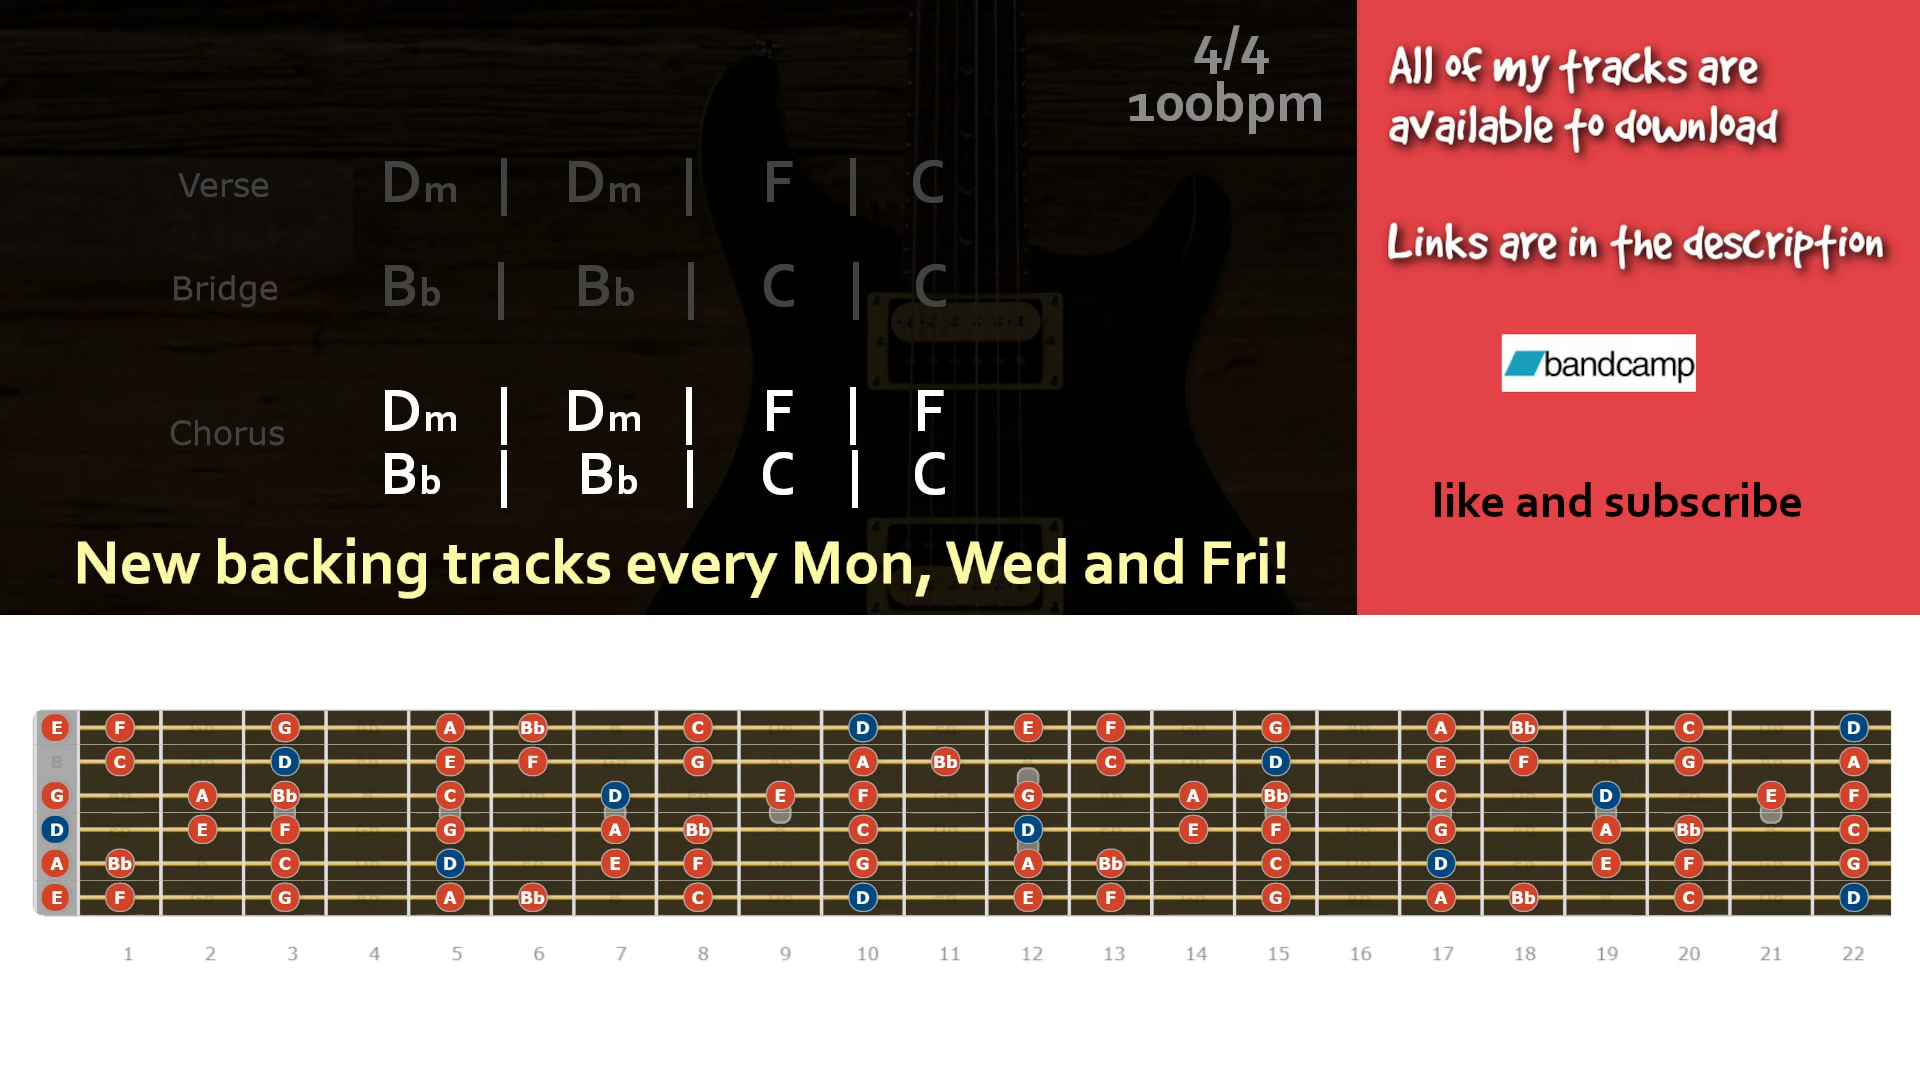 4/4
100bpm
Verse Dm | Dm | F | C
Bridge Bb | Bb | C | C
Chorus
Dm | Dm | F | F
Bb | Bb | C | C
New backing tracks every Mon, Wed and Fri!
All of my tracks are
available to download
Links are in the description
bandcamp
like and subscribe
E F G A Bb C D E F G A Bb C D
B C D E F G A Bb C D E F G A
G A Bb C D E F G A Bb C D E F
D E F G A Bb C D E F G A Bb C
A Bb C D E F G A Bb C D E F G
E F G A Bb C D E F G A Bb C D
1 2 3 4 5 6 7 8 9 10 11 12 13 14 15 16 17 18 19 20 21 22